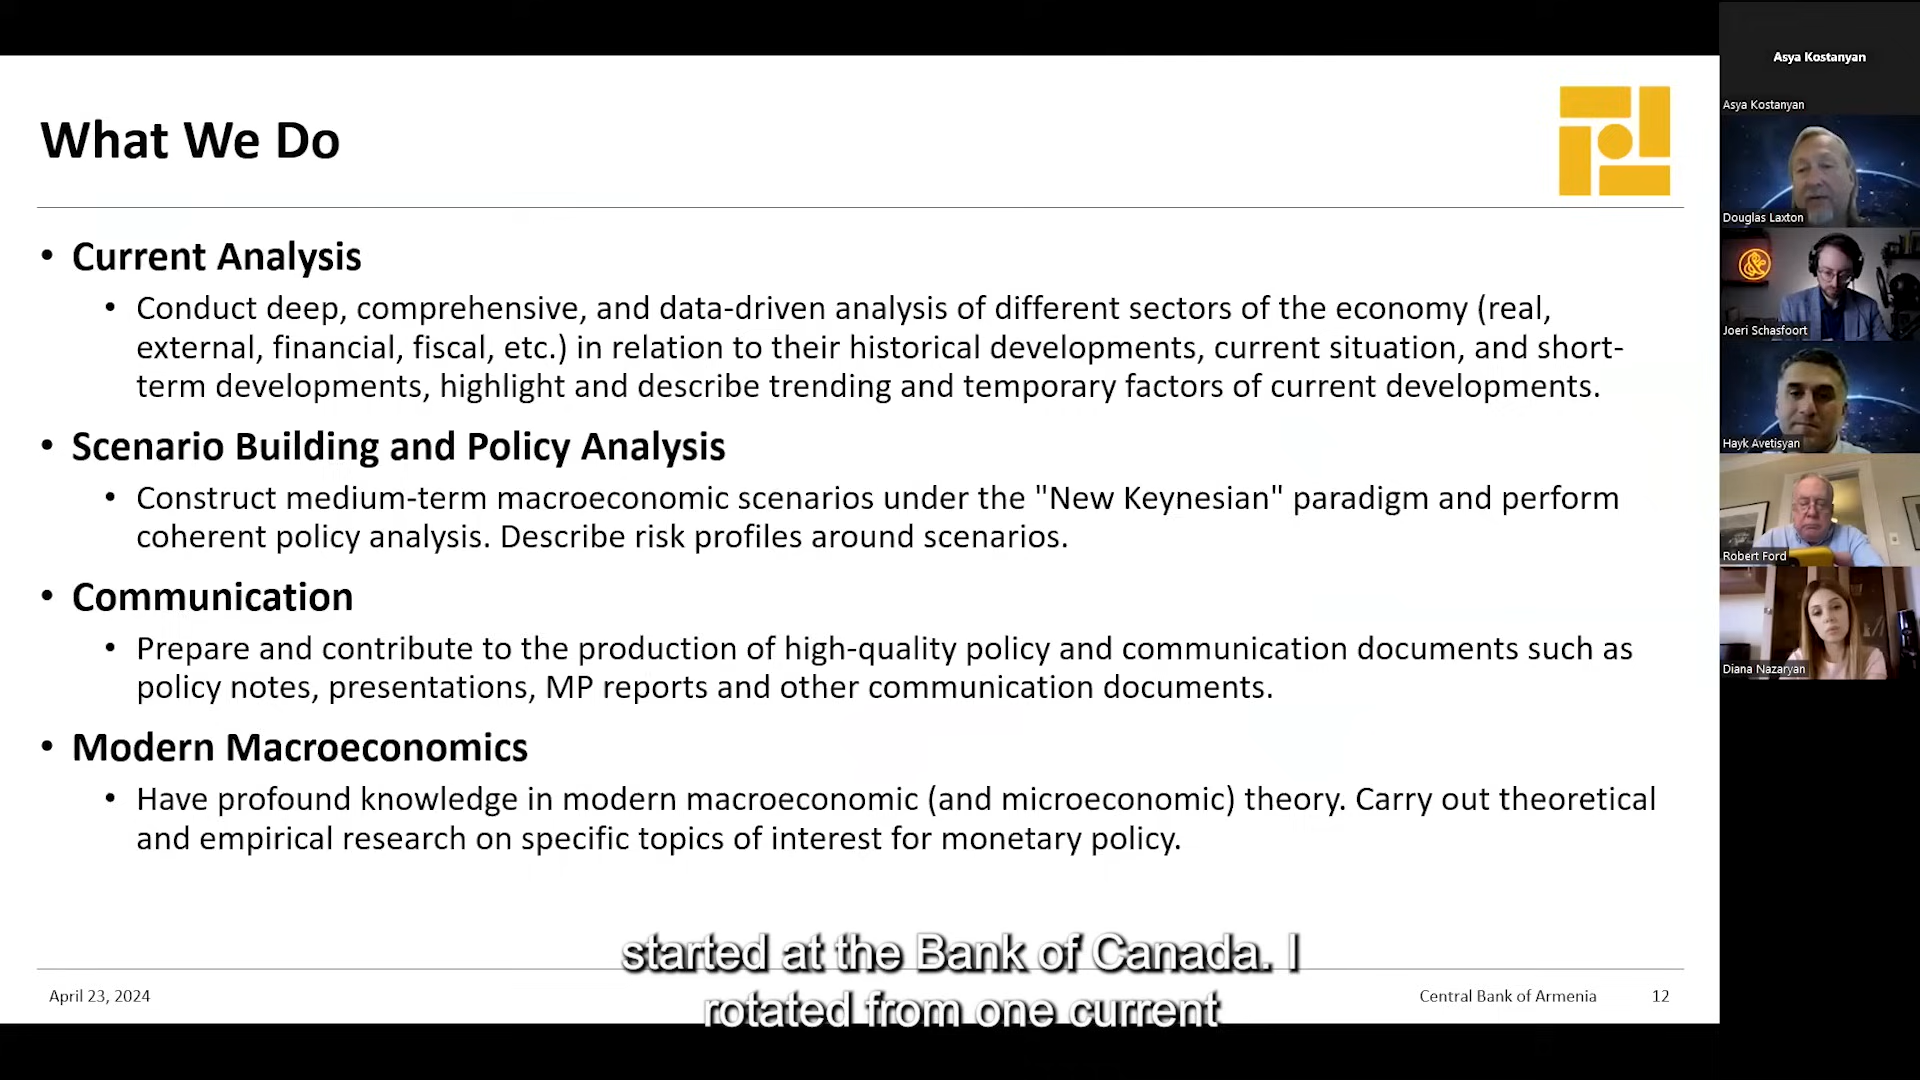 What We Do
• Current Analysis
• Conduct deep, comprehensive, and data-driven analysis of different sectors of the economy (real,
external, financial, fiscal, etc.) in relation to their historical developments, current situation, and short-
term developments, highlight and describe trending and temporary factors of current developments.
• Scenario Building and Policy Analysis
• Construct medium-term macroeconomic scenarios under the "New Keynesian" paradigm and perform
coherent policy analysis. Describe risk profiles around scenarios.
• Communication
• Prepare and contribute to the production of high-quality policy and communication documents such as
policy notes, presentations, MP reports and other communication documents.
• Modern Macroeconomics
• Have profound knowledge in modern macroeconomic (and microeconomic) theory. Carry out theoretical
and empirical research on specific topics of interest for monetary policy.
started at the Bank of Canada. I
rotated from one current
April 23, 2024
Central Bank of Armenia
12
Asya Kostanyan
Asya Kostanyan
Douglas Laxton
&
Joeri Schasfoort
Hayk Avetisyan
Robert Ford
Diana Nazaryan